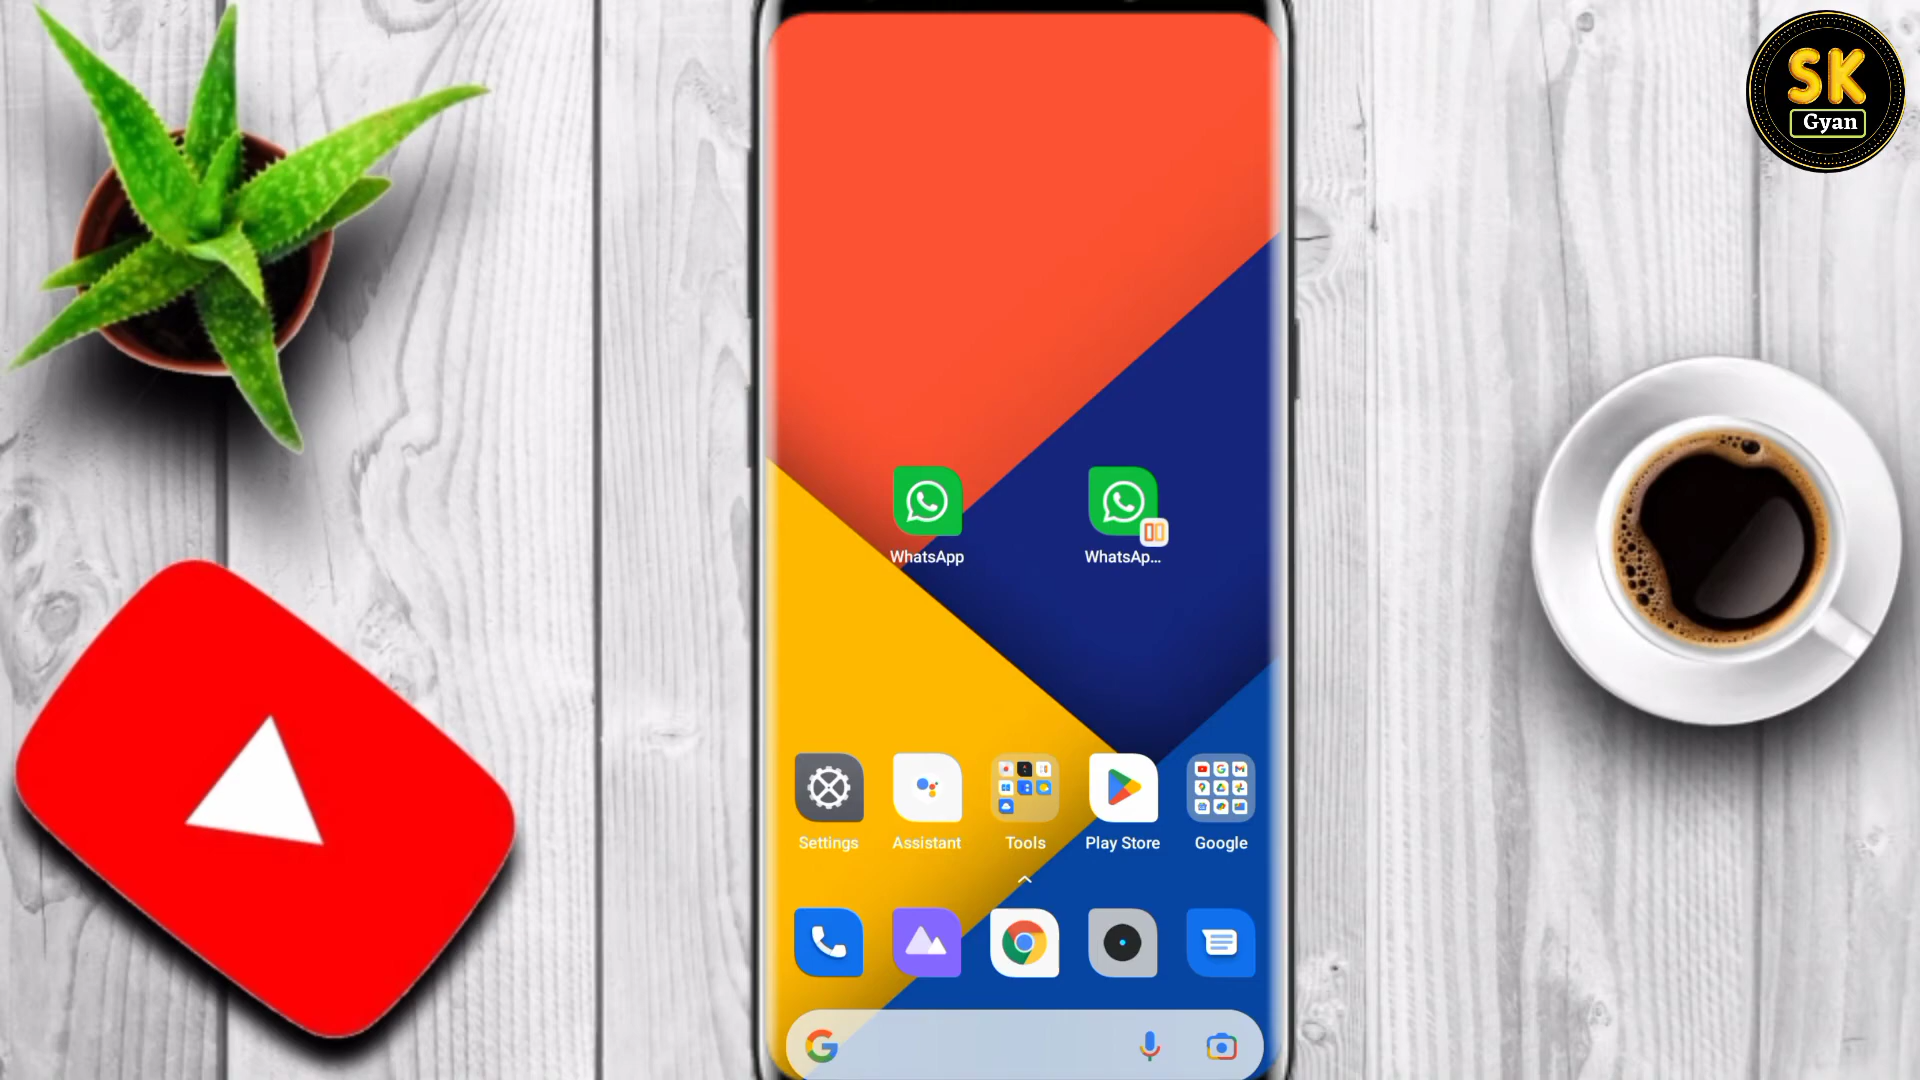 SK
Gyan
WhatsApp
WhatsAp...
Settings
Assistant
Tools
Play Store
Google